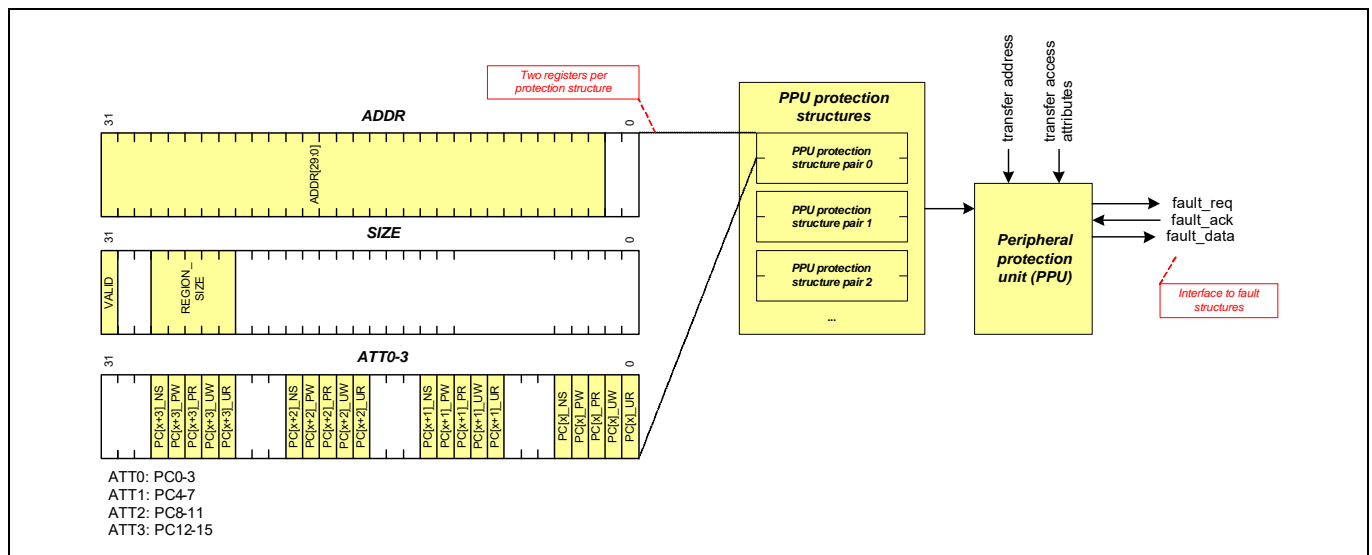 Two registers per
protection structure
ADDR
31
0
ADDR[29:0]
SIZE
31
0
VALID
REGION_
SIZE
ATT0-3
31
0
PC[x+3]_NS
PC[x+3]_PW
PC[x+3]_PR
PC[x+3]_UW
PC[x+3]_UR
PC[x+2]_NS
PC[x+2]_PW
PC[x+2]_PR
PC[x+2]_UW
PC[x+2]_UR
PC[x+1]_NS
PC[x+1]_PW
PC[x+1]_PR
PC[x+1]_UW
PC[x+1]_UR
PC[x]_NS
PC[x]_PW
PC[x]_PR
PC[x]_UW
PC[x]_UR
ATT0: PC0-3
ATT1: PC4-7
ATT2: PC8-11
ATT3: PC12-15
PPU protection
structures
PPU protection
structure pair 0
PPU protection
structure pair 1
PPU protection
structure pair 2
...
transfer address
transfer access
attributes
Peripheral
protection
unit (PPU)
fault_req
fault_ack
fault_data
Interface to fault
structures